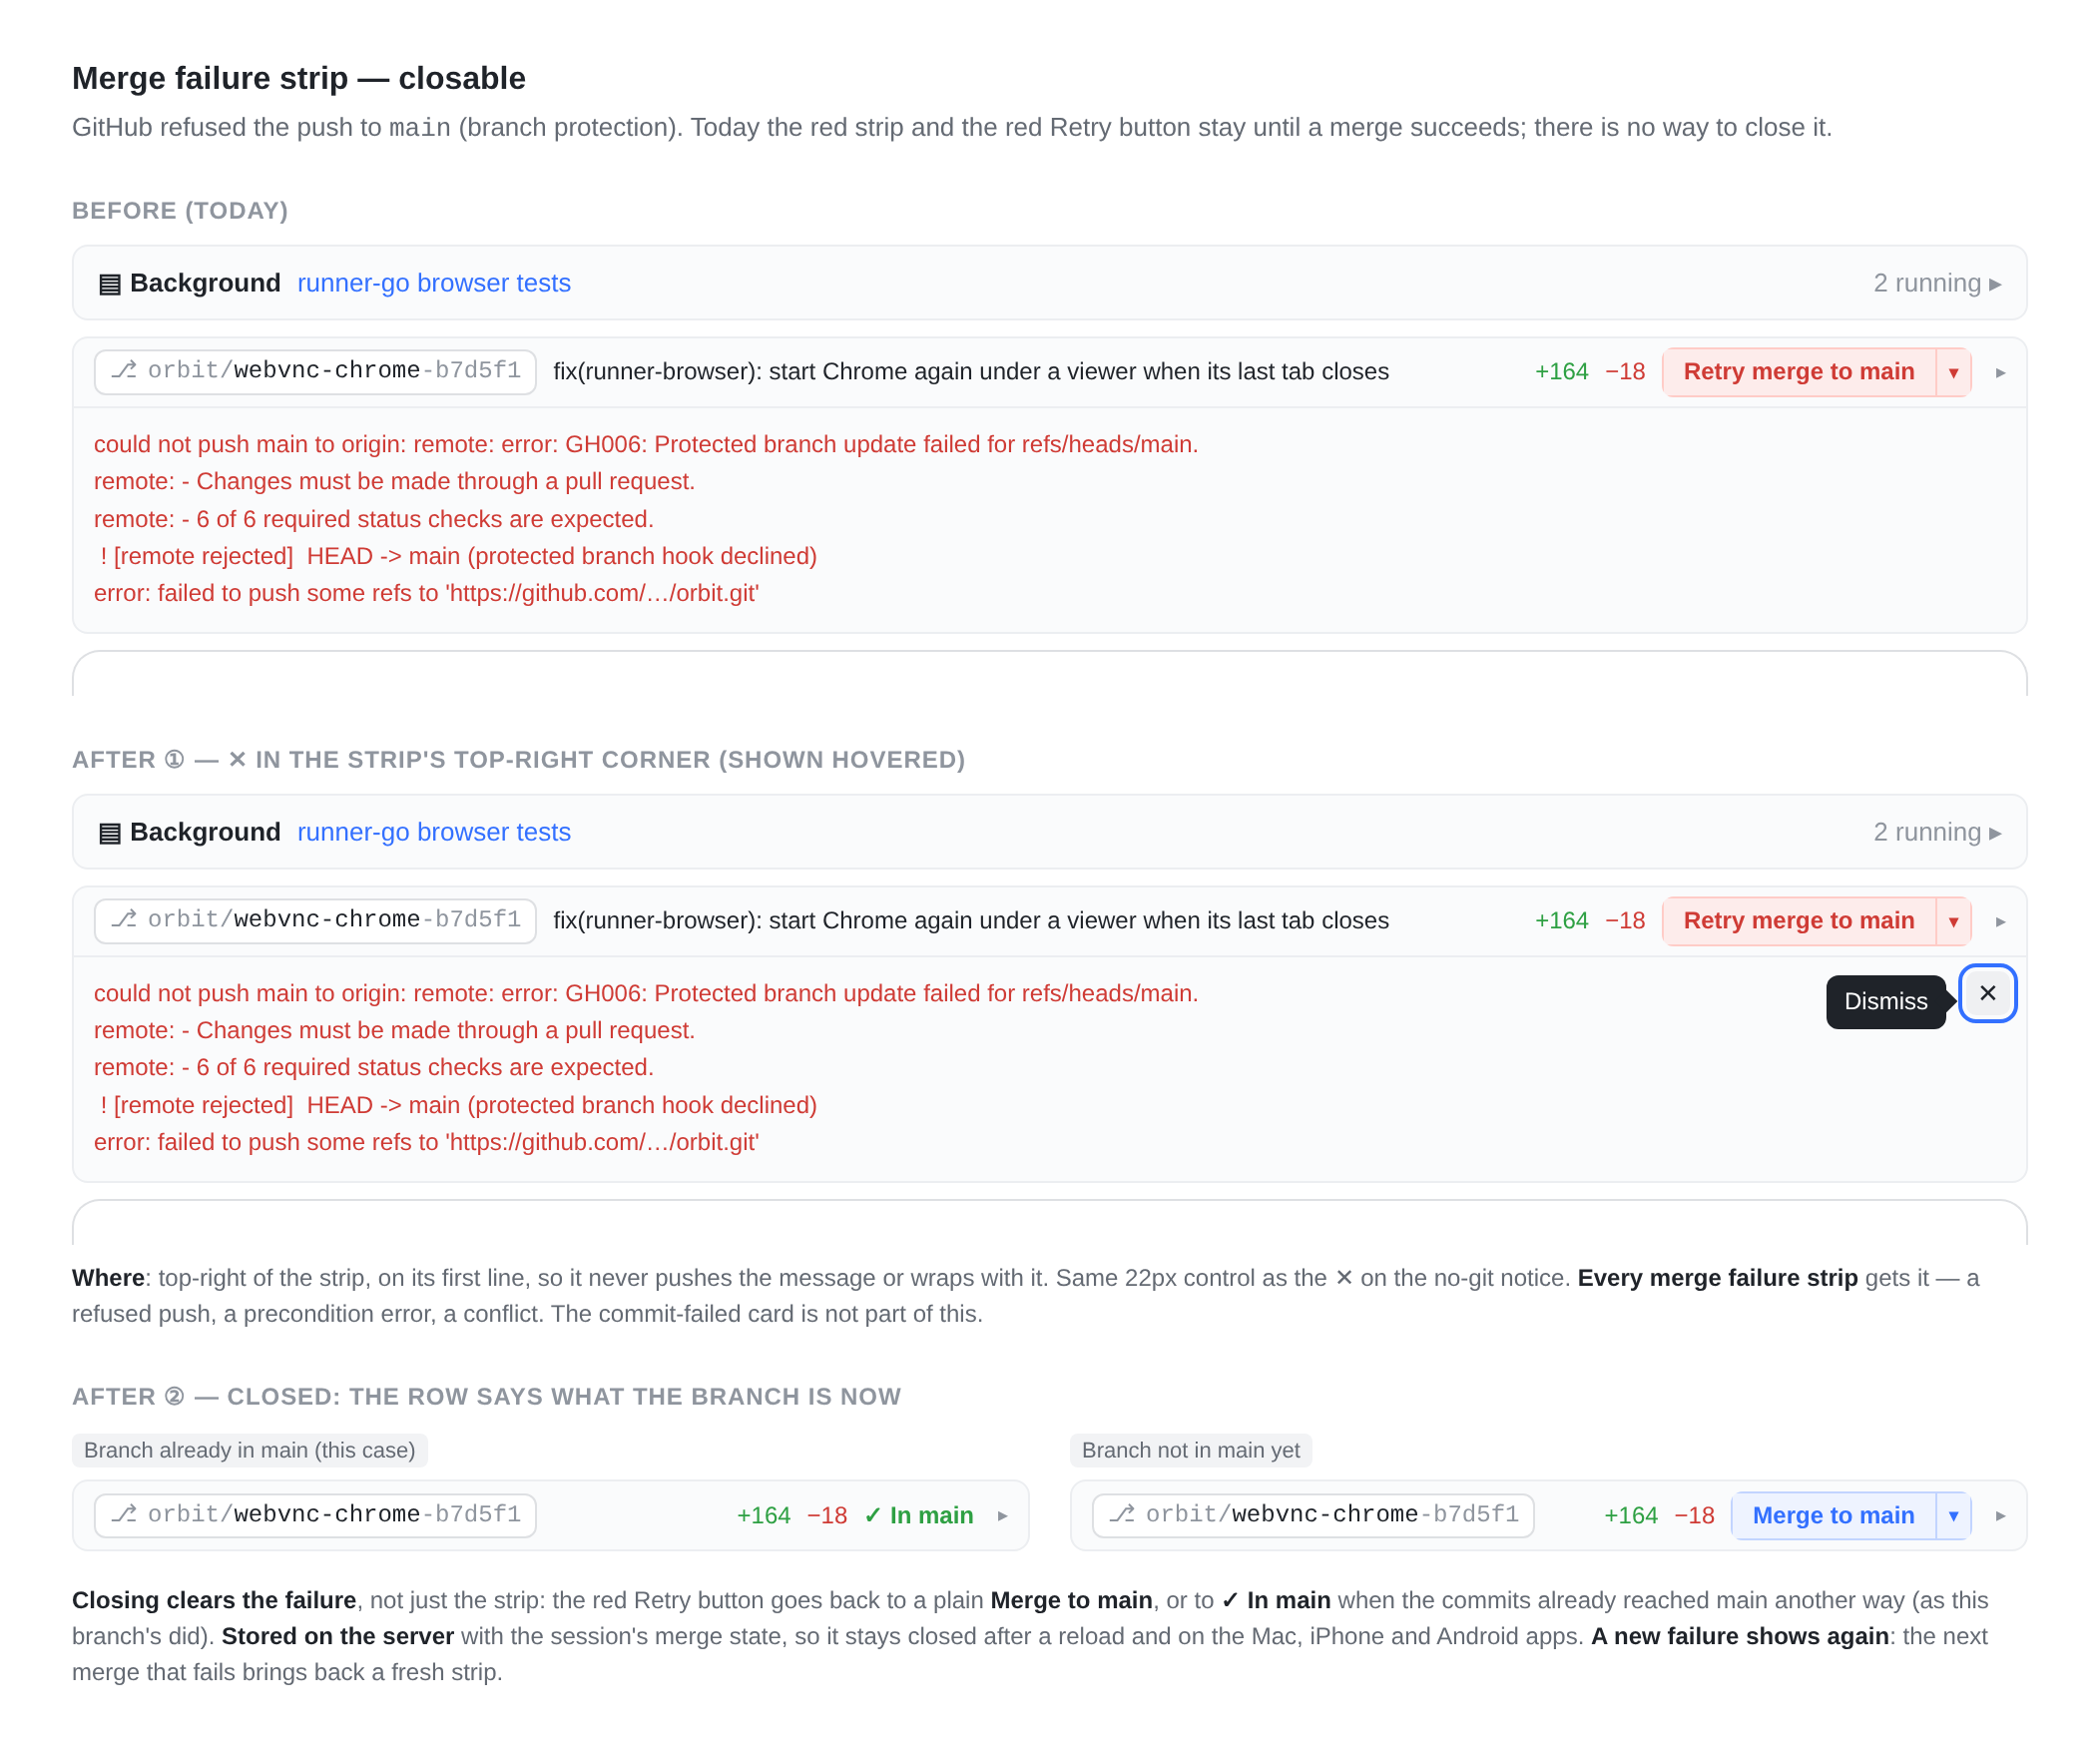 Merge failure strip — closable
GitHub refused the push to main (branch protection). Today the red strip and the red Retry button stay until a merge succeeds; there is no way to close it.
BEFORE (TODAY)
▤ Background runner-go browser tests 2 running ▸
⎇ orbit/webvnc-chrome-b7d5f1 fix(runner-browser): start Chrome again under a viewer when its last tab closes +164 −18 Retry merge to main ▾ ▸
could not push main to origin: remote: error: GH006: Protected branch update failed for refs/heads/main.
remote: - Changes must be made through a pull request.
remote: - 6 of 6 required status checks are expected.
! [remote rejected] HEAD -> main (protected branch hook declined)
error: failed to push some refs to 'https://github.com/…/orbit.git'
AFTER ① — ✕ IN THE STRIP'S TOP-RIGHT CORNER (SHOWN HOVERED)
▤ Background runner-go browser tests 2 running ▸
⎇ orbit/webvnc-chrome-b7d5f1 fix(runner-browser): start Chrome again under a viewer when its last tab closes +164 −18 Retry merge to main ▾ ▸
could not push main to origin: remote: error: GH006: Protected branch update failed for refs/heads/main. Dismiss ✕
remote: - Changes must be made through a pull request.
remote: - 6 of 6 required status checks are expected.
! [remote rejected] HEAD -> main (protected branch hook declined)
error: failed to push some refs to 'https://github.com/…/orbit.git'
Where: top-right of the strip, on its first line, so it never pushes the message or wraps with it. Same 22px control as the ✕ on the no-git notice. Every merge failure strip gets it — a
refused push, a precondition error, a conflict. The commit-failed card is not part of this.
AFTER ② — CLOSED: THE ROW SAYS WHAT THE BRANCH IS NOW
Branch already in main (this case)
⎇ orbit/webvnc-chrome-b7d5f1 +164 −18 ✓ In main ▸
Branch not in main yet
⎇ orbit/webvnc-chrome-b7d5f1 +164 −18 Merge to main ▾ ▸
Closing clears the failure, not just the strip: the red Retry button goes back to a plain Merge to main, or to ✓ In main when the commits already reached main another way (as this
branch's did). Stored on the server with the session's merge state, so it stays closed after a reload and on the Mac, iPhone and Android apps. A new failure shows again: the next
merge that fails brings back a fresh strip.